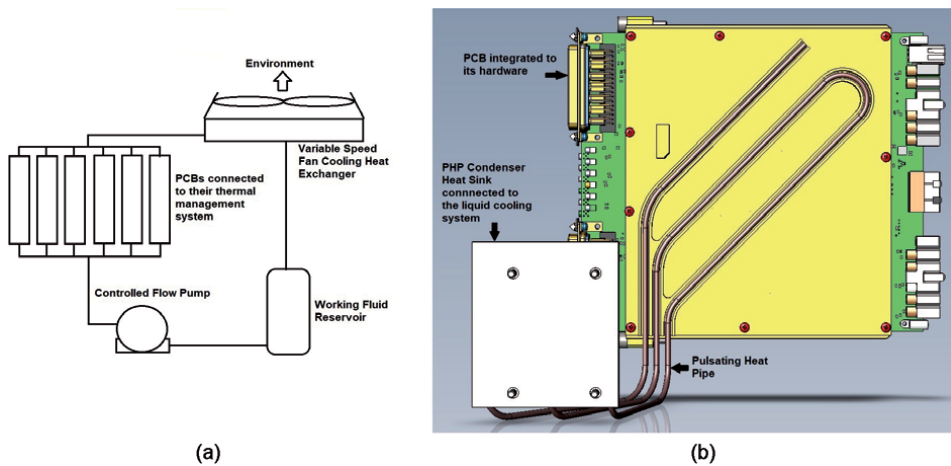 Environment
Variable Speed
Fan Cooling Heat
Exchanger
PCBs connected
to their thermal
management
system
Controlled Flow Pump
Working Fluid
Reservoir
(a)
PCB integrated to
its hardware
PHP Condenser
Heat Sink
connnected to
the liquid cooling
system
Pulsating Heat
Pipe
(b)